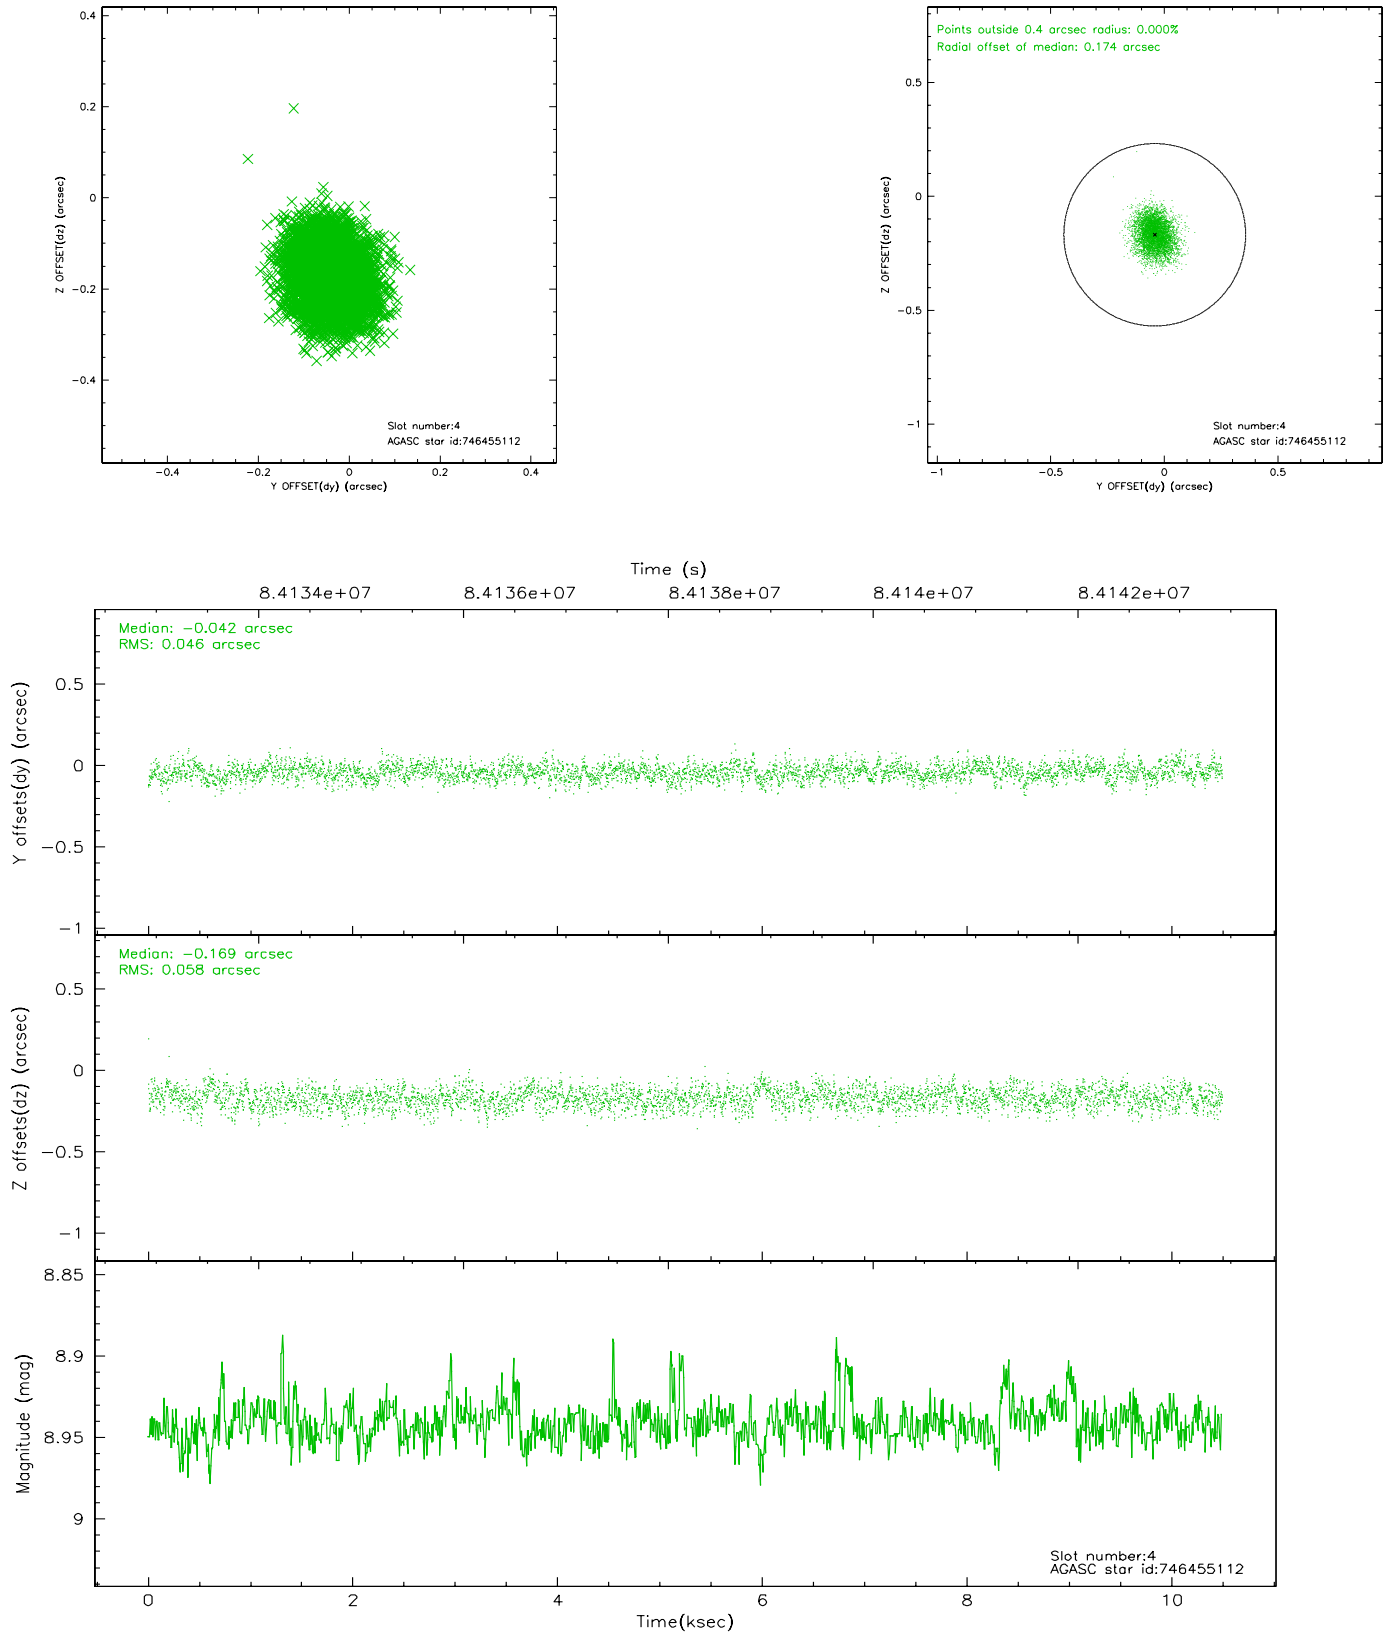 0.4
0.2
0
−0.2
−0.4
Z OFFSET(dz) (arcsec)
Slot number:4
AGASC star id:746455112
−0.4
−0.2
0
0.2
0.4
Y OFFSET(dy) (arcsec)
Points outside 0.4 arcsec radius: 0.000%
Radial offset of median: 0.174 arcsec
0.5
0
−0.5
−1
Z OFFSET(dz) (arcsec)
Slot number:4
AGASC star id:746455112
−1
−0.5
0
0.5
Y OFFSET(dy) (arcsec)
Time (s)
8.4134e+07
8.4136e+07
8.4138e+07
8.414e+07
8.4142e+07
Median: −0.042 arcsec
RMS: 0.046 arcsec
0.5
0
−0.5
−1
Y offsets(dy) (arcsec)
Median: −0.169 arcsec
RMS: 0.058 arcsec
0.5
0
−0.5
−1
Z offsets(dz) (arcsec)
8.85
8.9
8.95
9
Magnitude (mag)
Slot number:4
AGASC star id:746455112
0
2
4
6
8
10
Time(ksec)